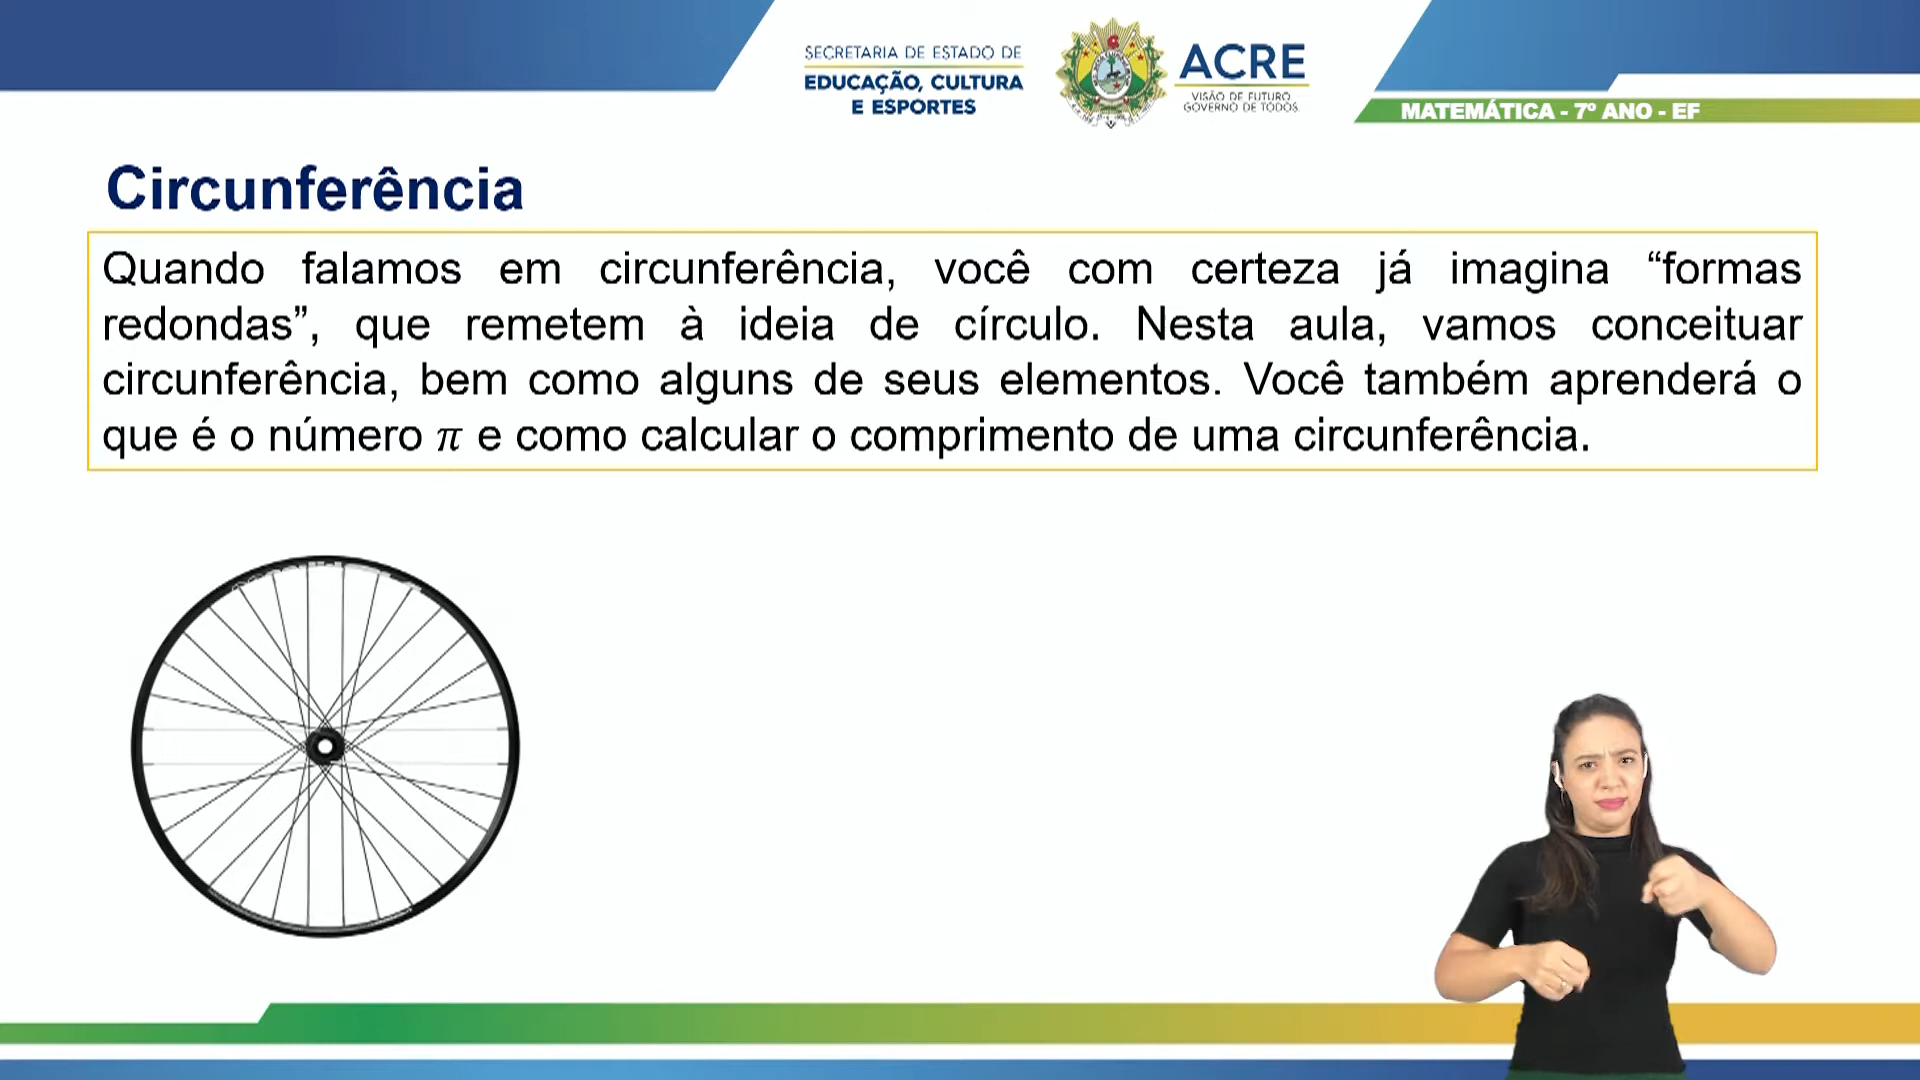 SECRETARIA DE ESTADO DE
EDUCAÇÃO, CULTURA
E ESPORTES
ACRE
VISÃO DE FUTURO
GOVERNO DE TODOS
MATEMÁTICA - 7º ANO - EF
Circunferência
Quando falamos em circunferência, você com certeza já imagina “formas
redondas”, que remetem à ideia de círculo. Nesta aula, vamos conceituar
circunferência, bem como alguns de seus elementos. Você também aprenderá o
que é o número π e como calcular o comprimento de uma circunferência.